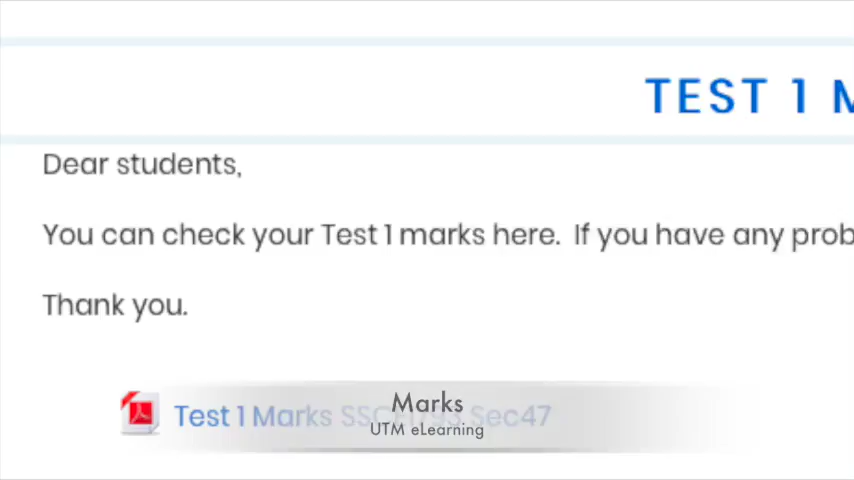 TEST 1 M
Dear students,
You can check your Test 1 marks here. If you have any prob
Thank you.
Test 1 Marks Sec47
Marks
UTM eLearning